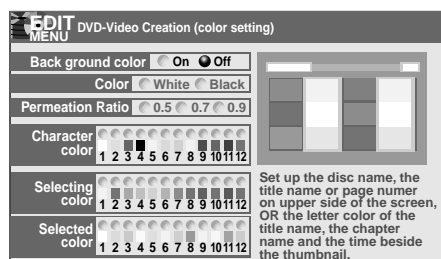 EDIT
MENU
DVD-Video Creation (color setting)
Back ground color On Off
Color White Black
Permeation Ratio 0.5 0.7 0.9
Character
color
1 2 3 4 5 6 7 8 9 10 11 12
Selecting
color
1 2 3 4 5 6 7 8 9 10 11 12
Selected
color
1 2 3 4 5 6 7 8 9 10 11 12
Set up the disc name, the
title name or page numer
on upper side of the screen,
OR the letter color of the
title name, the chapter
name and the time beside
the thumbnail.